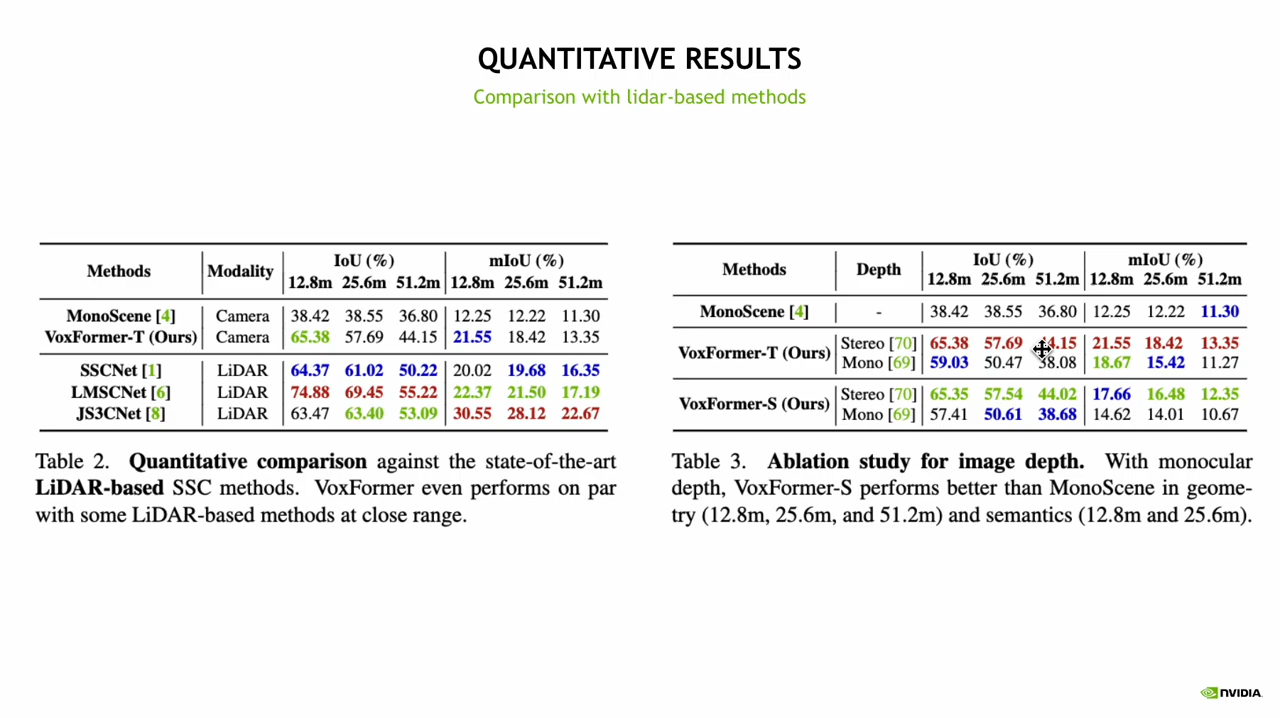 QUANTITATIVE RESULTS
Comparison with lidar-based methods
Methods Modality IoU (%) mIoU (%)
12.8m 25.6m 51.2m 12.8m 25.6m 51.2m
MonoScene [4] Camera 38.42 38.55 36.80 12.25 12.22 11.30
VoxFormer-T (Ours) Camera 65.38 57.69 44.15 21.55 18.42 13.35
SSCNet [1] LiDAR 64.37 61.02 50.22 20.02 19.68 16.35
LMSCNet [6] LiDAR 74.88 69.45 55.22 22.37 21.50 17.19
JS3CNet [8] LiDAR 63.47 63.40 53.09 30.55 28.12 22.67
Table 2. Quantitative comparison against the state-of-the-art
LiDAR-based SSC methods. VoxFormer even performs on par
with some LiDAR-based methods at close range.
Methods Depth IoU (%) mIoU (%)
12.8m 25.6m 51.2m 12.8m 25.6m 51.2m
MonoScene [4] - 38.42 38.55 36.80 12.25 12.22 11.30
VoxFormer-T (Ours)
Stereo [70] 65.38 57.69 44.15 21.55 18.42 13.35
Mono [69] 59.03 50.47 38.08 18.67 15.42 11.27
VoxFormer-S (Ours)
Stereo [70] 65.35 57.54 44.02 17.66 16.48 12.35
Mono [69] 57.41 50.61 38.68 14.62 14.01 10.67
Table 3. Ablation study for image depth. With monocular
depth, VoxFormer-S performs better than MonoScene in geome-
try (12.8m, 25.6m, and 51.2m) and semantics (12.8m and 25.6m).
NVIDIA